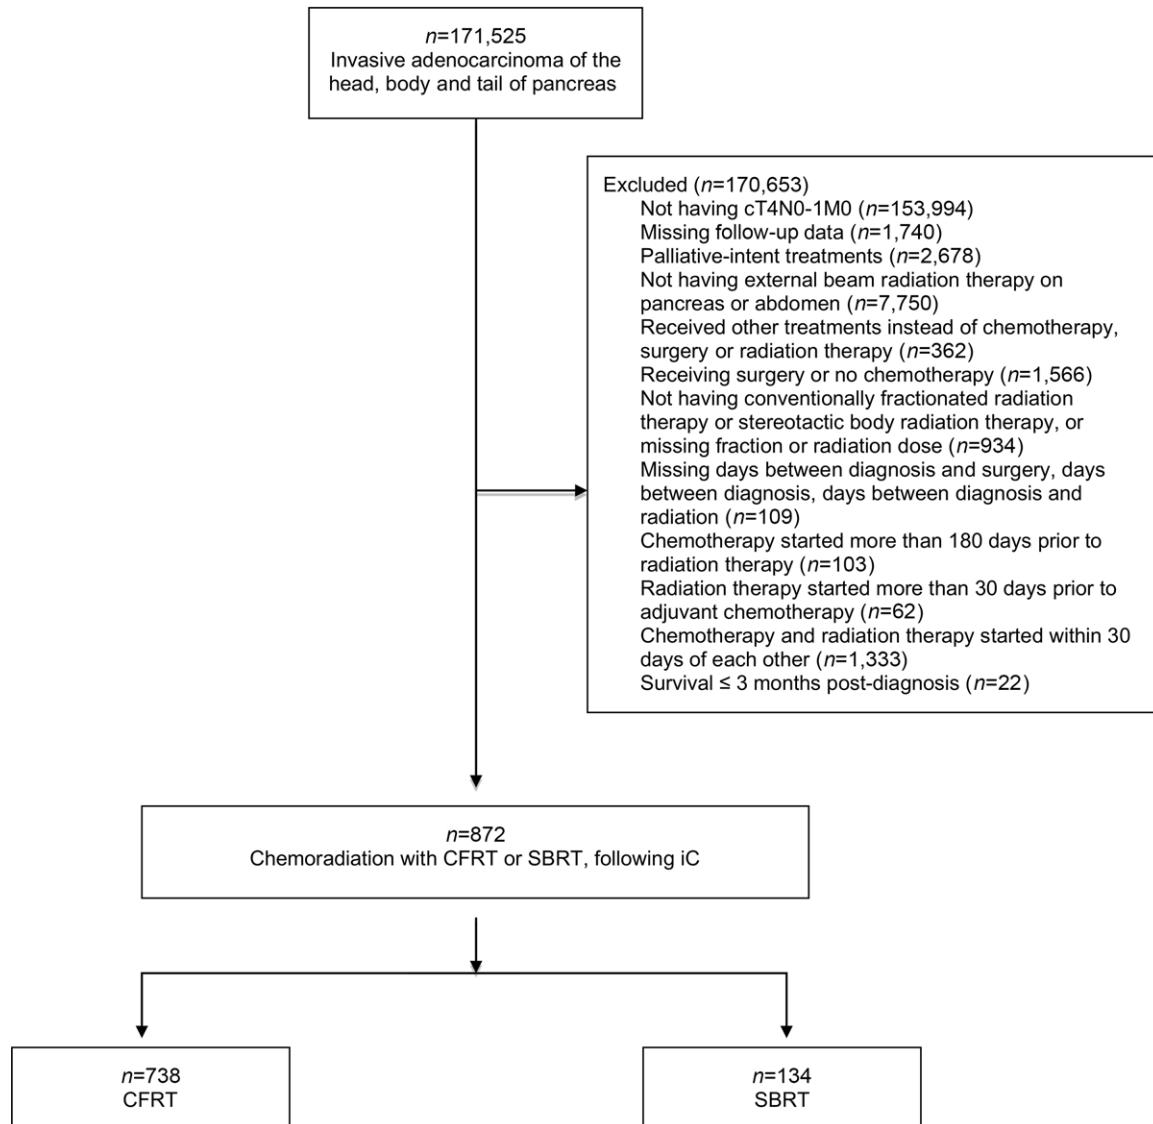 n=171,525
Invasive adenocarcinoma of the
head, body and tail of pancreas
Excluded (n=170,653)
Not having cT4N0-1M0 (n=153,994)
Missing follow-up data (n=1,740)
Palliative-intent treatments (n=2,678)
Not having external beam radiation therapy on
pancreas or abdomen (n=7,750)
Received other treatments instead of chemotherapy,
surgery or radiation therapy (n=362)
Receiving surgery or no chemotherapy (n=1,566)
Not having conventionally fractionated radiation
therapy or stereotactic body radiation therapy, or
missing fraction or radiation dose (n=934)
Missing days between diagnosis and surgery, days
between diagnosis, days between diagnosis and
radiation (n=109)
Chemotherapy started more than 180 days prior to
radiation therapy (n=103)
Radiation therapy started more than 30 days prior to
adjuvant chemotherapy (n=62)
Chemotherapy and radiation therapy started within 30
days of each other (n=1,333)
Survival ≤ 3 months post-diagnosis (n=22)
n=872
Chemoradiation with CFRT or SBRT, following iC
n=738
CFRT
n=134
SBRT